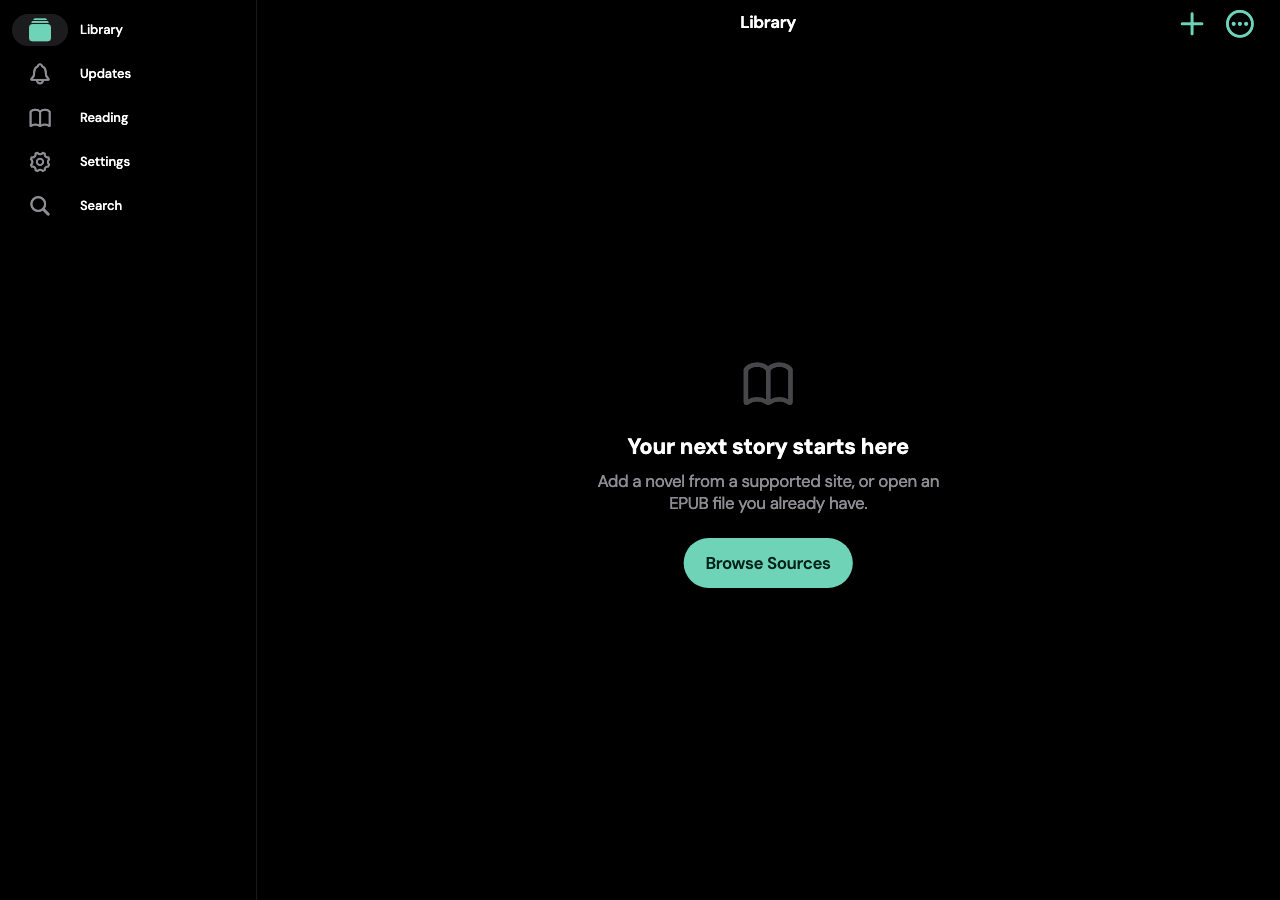 Library
Updates
Reading
Settings
Search
Library
Your next story starts here
Add a novel from a supported site, or open an
EPUB file you already have.
Browse Sources